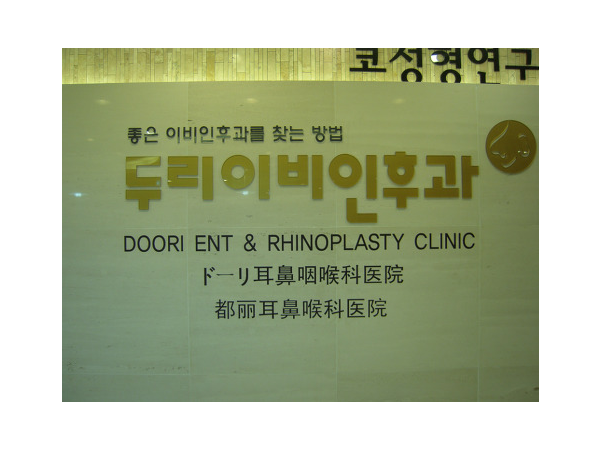 코성형연구
좋은 이비인후과를 찾는 방법
두리이비인후과
DOORI ENT & RHINOPLASTY CLINIC
ドーリ耳鼻咽喉科医院
都丽耳鼻喉科医院